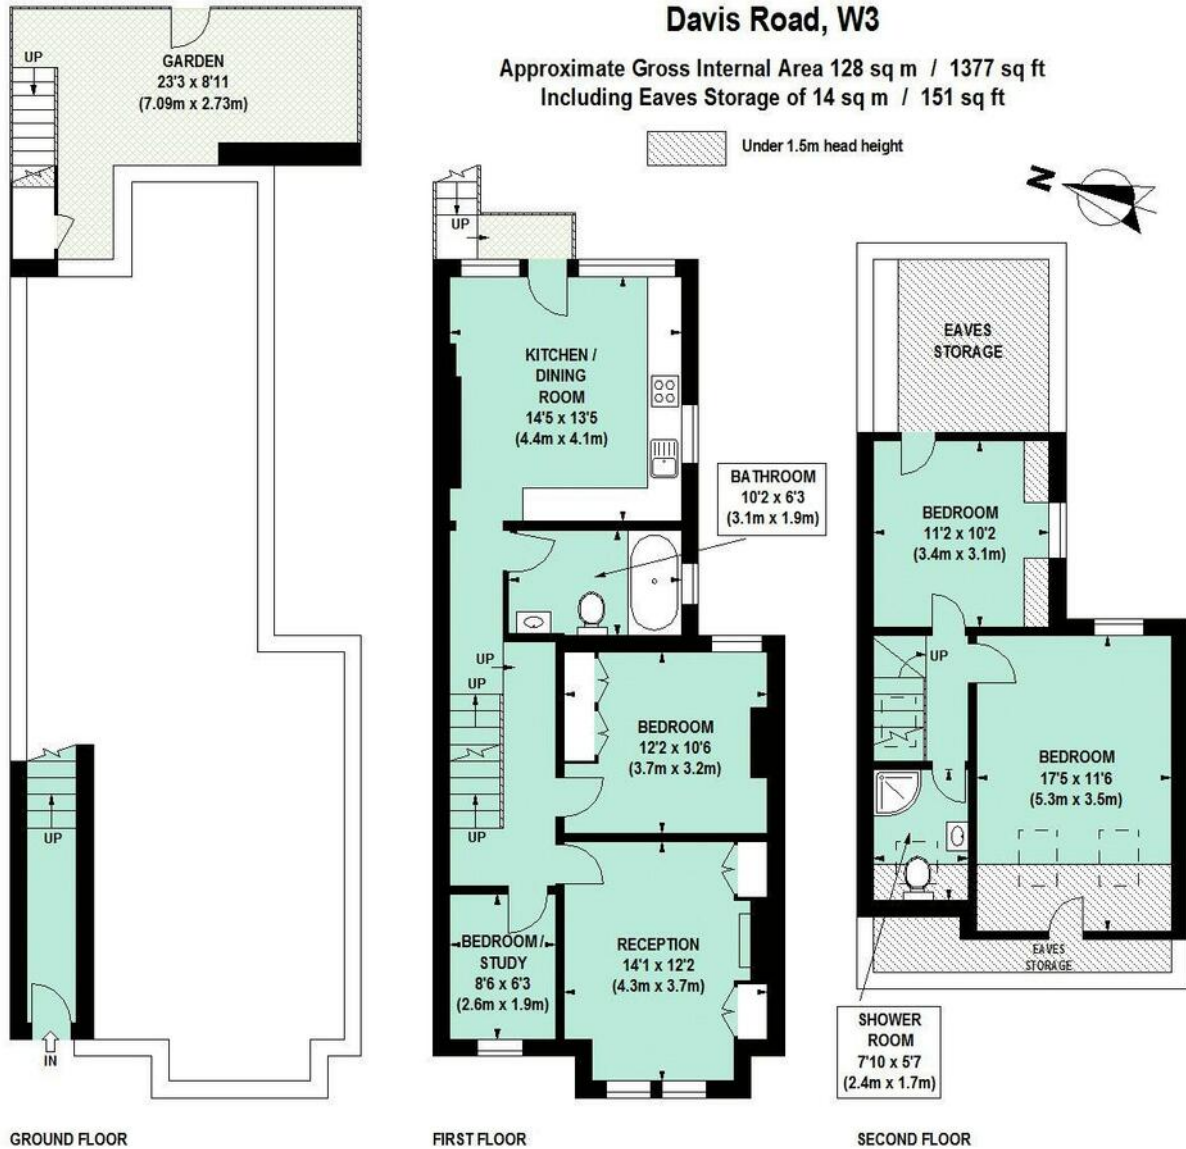 Davis Road, W3
Approximate Gross Internal Area 128 sq m / 1377 sq ft
Including Eaves Storage of 14 sq m / 151 sq ft
Under 1.5m head height
N
UP
GARDEN
23'3 x 8'11
(7.09m x 2.73m)
UP
IN
GROUND FLOOR
UP
KITCHEN /
DINING
ROOM
14'5 x 13'5
(4.4m x 4.1m)
BATHROOM
10'2 x 6'3
(3.1m x 1.9m)
UP
UP
UP
BEDROOM
12'2 x 10'6
(3.7m x 3.2m)
BEDROOM /
STUDY
8'6 x 6'3
(2.6m x 1.9m)
RECEPTION
14'1 x 12'2
(4.3m x 3.7m)
FIRST FLOOR
EAVES
STORAGE
BEDROOM
11'2 x 10'2
(3.4m x 3.1m)
UP
BEDROOM
17'5 x 11'6
(5.3m x 3.5m)
EAVES
STORAGE
SHOWER
ROOM
7'10 x 5'7
(2.4m x 1.7m)
SECOND FLOOR